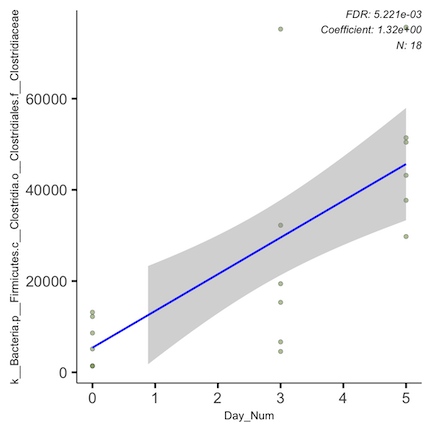 FDR: 5.221e-03
Coefficient: 1.32e+00
N: 18
k__Bacteria.p__Firmicutes.c__Clostridia.o__Clostridiales.f__Clostridiaceae
60000
40000
20000
0
0 1 2 3 4 5
Day_Num